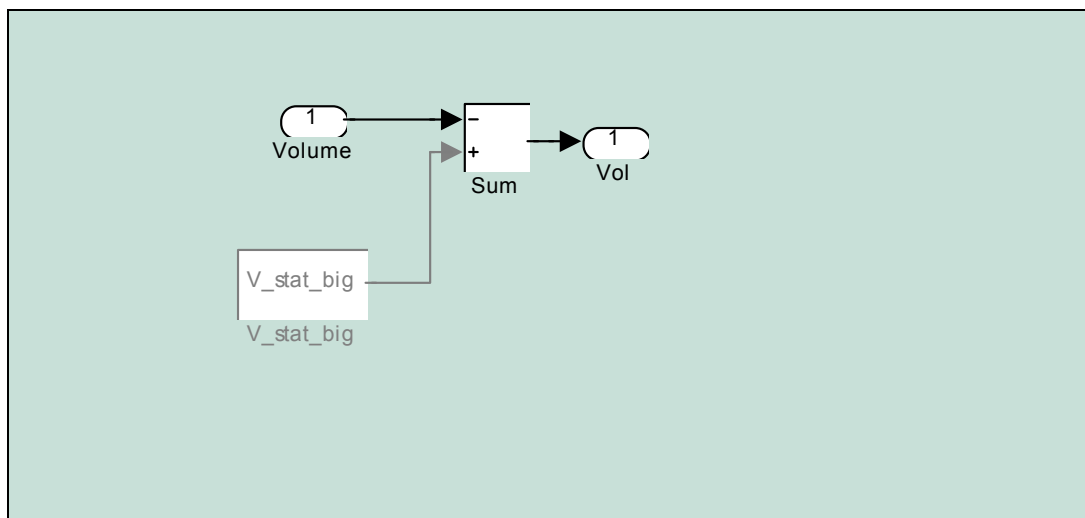 1
Volume
−
+
Sum
1
Vol
V_stat_big
V_stat_big